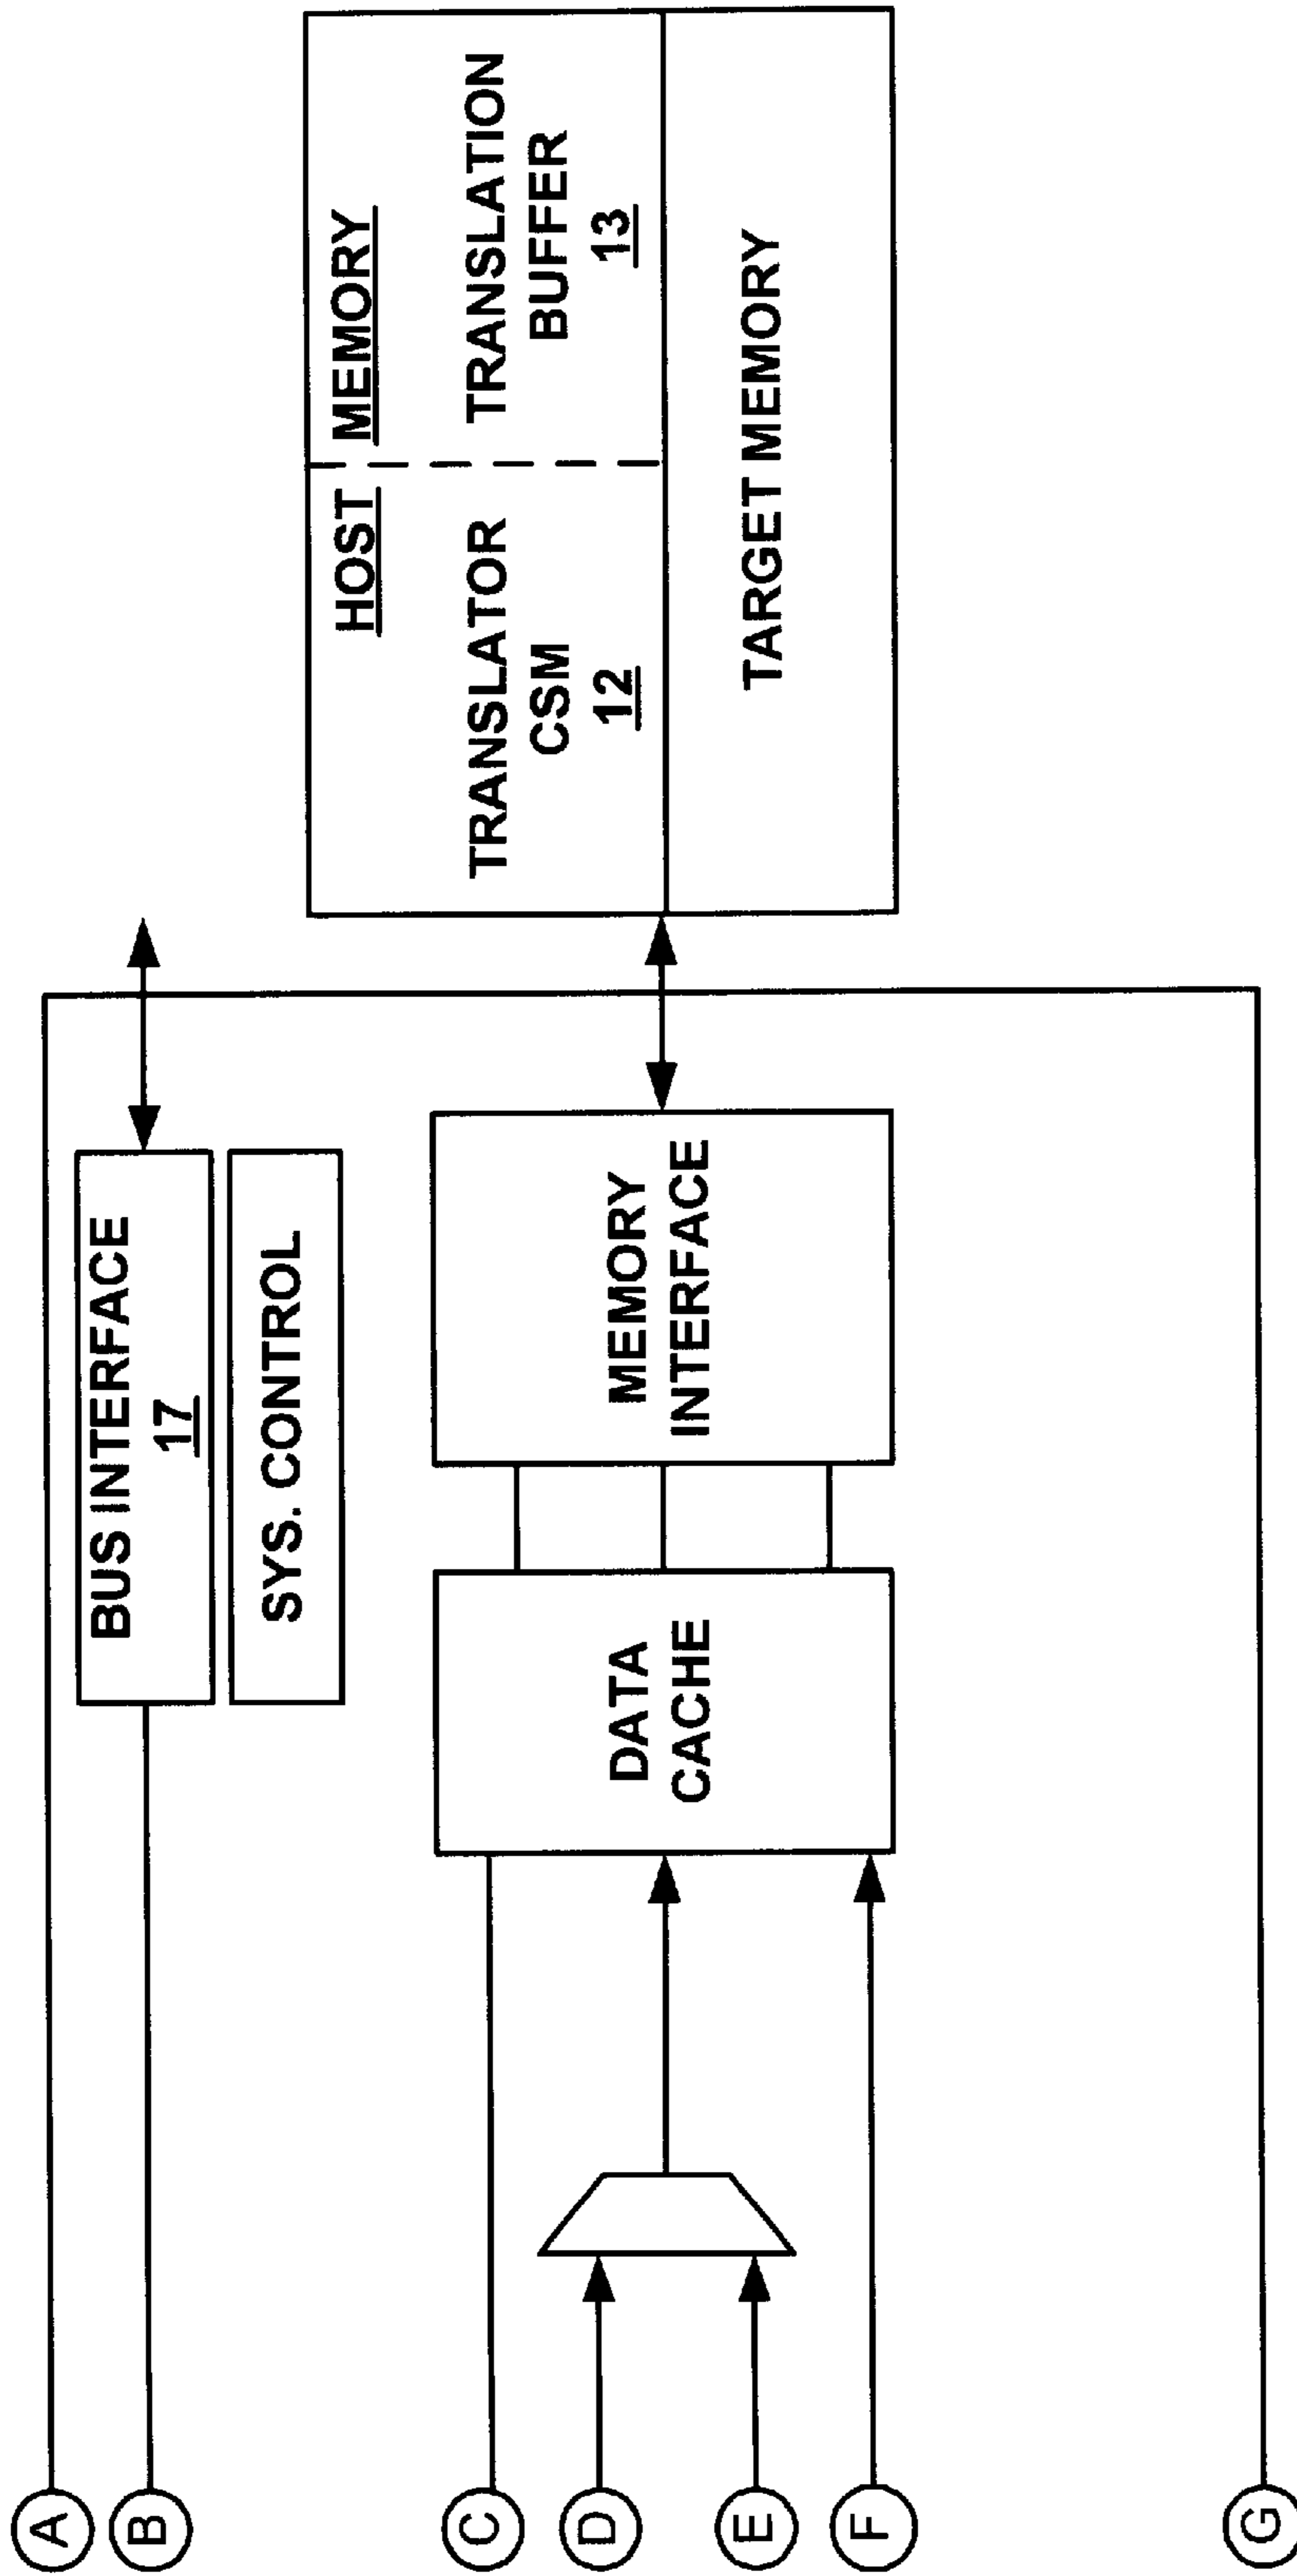 A
B
BUS INTERFACE
17
SYS. CONTROL
HOST MEMORY
TRANSLATOR
CSM
12
TRANSLATION
BUFFER
13
TARGET MEMORY
C
D
E
F
DATA
CACHE
MEMORY
INTERFACE
G